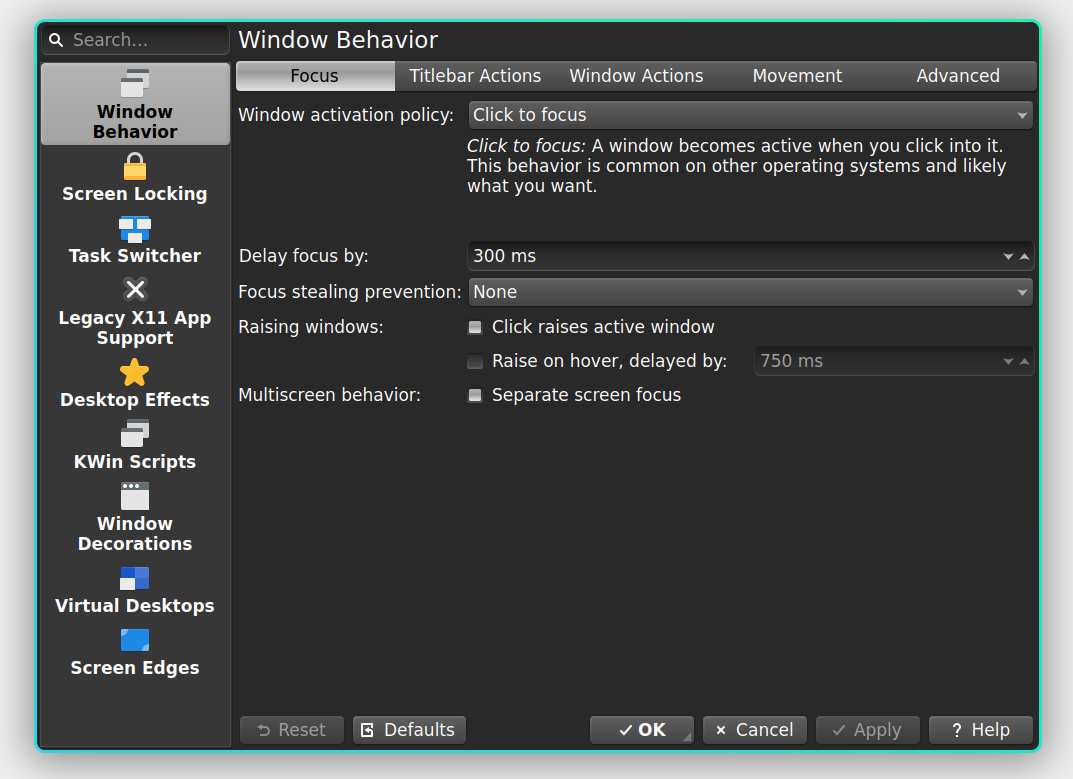 Search...
Window Behavior
Window
Behavior
Screen Locking
Task Switcher
Legacy X11 App
Support
Desktop Effects
KWin Scripts
Window
Decorations
Virtual Desktops
Screen Edges
Focus
Titlebar Actions
Window Actions
Movement
Advanced
Window activation policy:
Click to focus
Click to focus: A window becomes active when you click into it.
This behavior is common on other operating systems and likely
what you want.
Delay focus by:
300 ms
Focus stealing prevention:
None
Raising windows:
Click raises active window
Raise on hover, delayed by:
750 ms
Multiscreen behavior:
Separate screen focus
Reset
Defaults
OK
Cancel
Apply
? Help